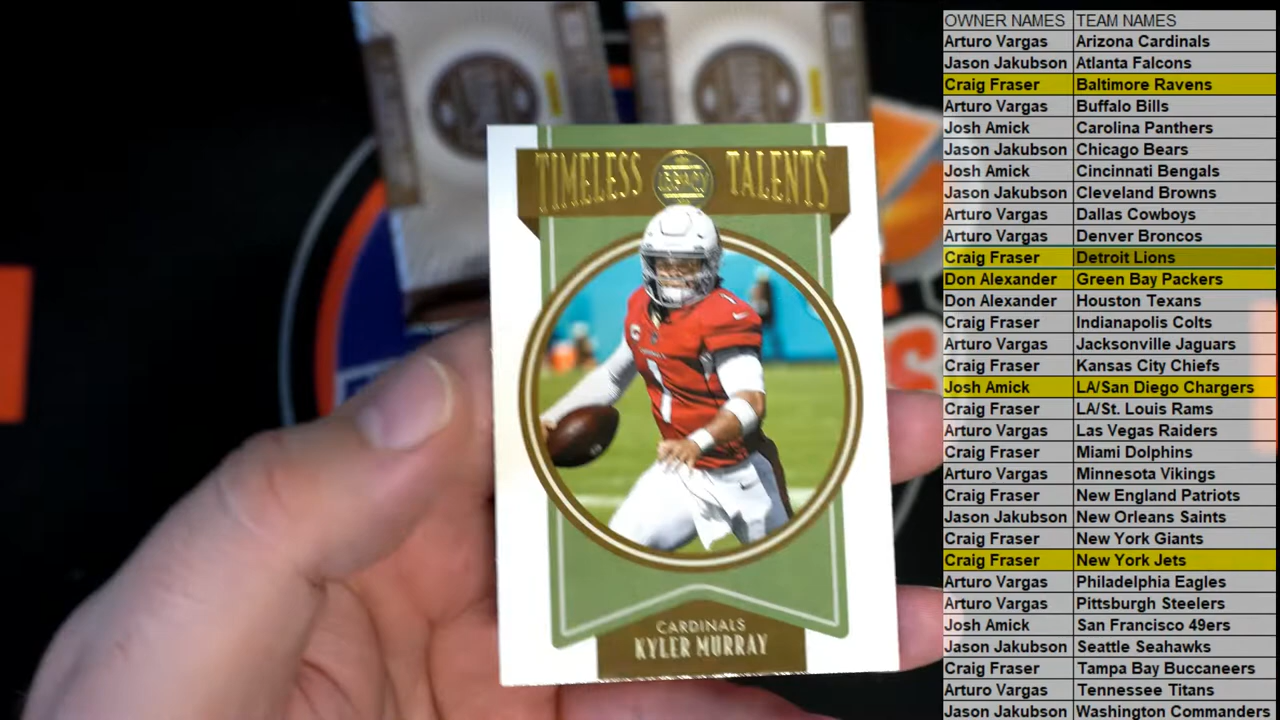 TIMELESS LEGACY TALENTS
1
CARDINALS
KYLER MURRAY
OWNER NAMES TEAM NAMES
Arturo Vargas Arizona Cardinals
Jason Jakubson Atlanta Falcons
Craig Fraser Baltimore Ravens
Arturo Vargas Buffalo Bills
Josh Amick Carolina Panthers
Jason Jakubson Chicago Bears
Josh Amick Cincinnati Bengals
Jason Jakubson Cleveland Browns
Arturo Vargas Dallas Cowboys
Arturo Vargas Denver Broncos
Craig Fraser Detroit Lions
Don Alexander Green Bay Packers
Don Alexander Houston Texans
Craig Fraser Indianapolis Colts
Arturo Vargas Jacksonville Jaguars
Craig Fraser Kansas City Chiefs
Josh Amick LA/San Diego Chargers
Craig Fraser LA/St. Louis Rams
Arturo Vargas Las Vegas Raiders
Craig Fraser Miami Dolphins
Arturo Vargas Minnesota Vikings
Craig Fraser New England Patriots
Jason Jakubson New Orleans Saints
Craig Fraser New York Giants
Craig Fraser New York Jets
Arturo Vargas Philadelphia Eagles
Arturo Vargas Pittsburgh Steelers
Josh Amick San Francisco 49ers
Jason Jakubson Seattle Seahawks
Craig Fraser Tampa Bay Buccaneers
Arturo Vargas Tennessee Titans
Jason Jakubson Washington Commanders